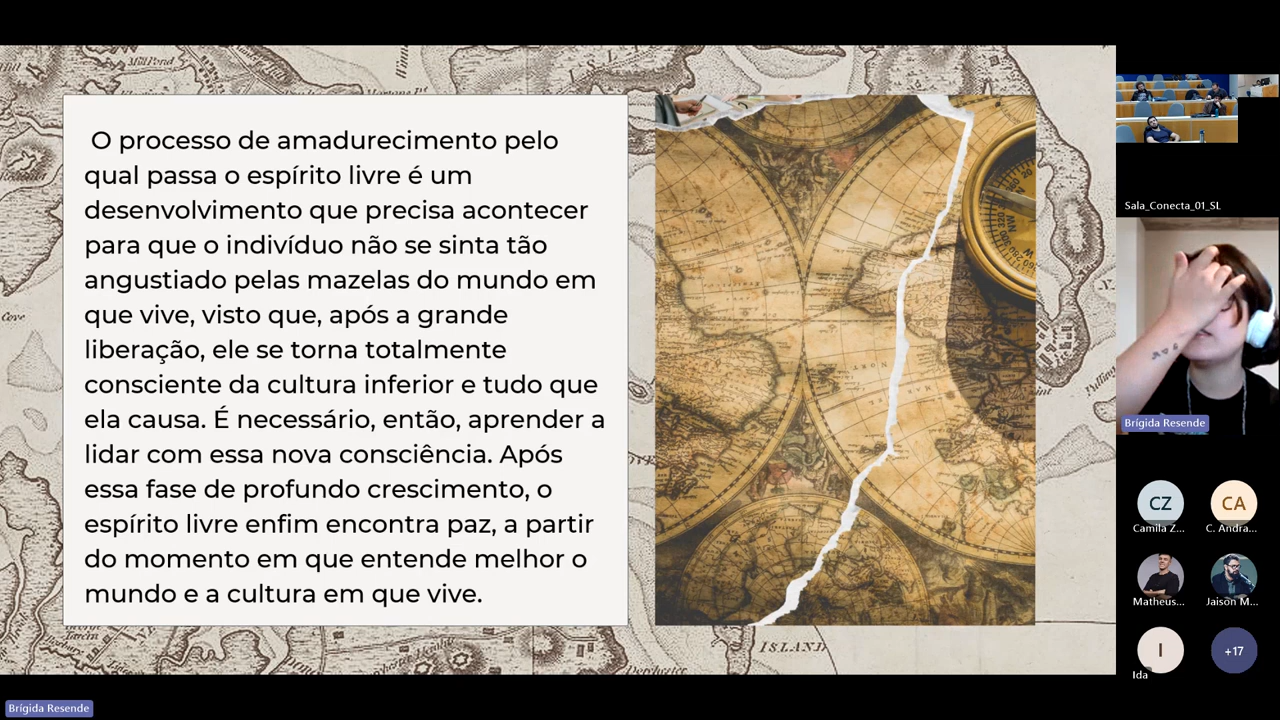 O processo de amadurecimento pelo
qual passa o espírito livre é um
desenvolvimento que precisa acontecer
para que o indivíduo não se sinta tão
angustiado pelas mazelas do mundo em
que vive, visto que, após a grande
liberação, ele se torna totalmente
consciente da cultura inferior e tudo que
ela causa. É necessário, então, aprender a
lidar com essa nova consciência. Após
essa fase de profundo crescimento, o
espírito livre enfim encontra paz, a partir
do momento em que entende melhor o
mundo e a cultura em que vive.
Mill Pond
Cove
ISLAND
Dorchester
Sala_Conecta_01_SL
Brígida Resende
CZ
CA
Camila Z...
C. Andra...
Matheus...
Jaison M...
I
+17
Ida
Brígida Resende